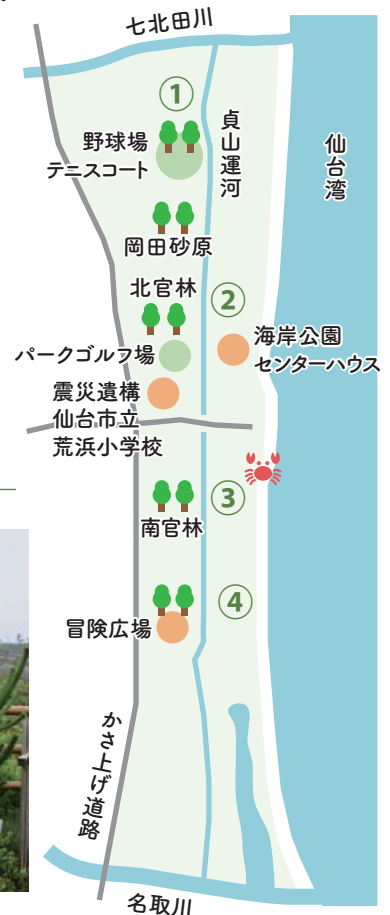 七北田川
①
野球場
テニスコート
貞山運河
仙台湾
岡田砂原
北官林
②
パークゴルフ場
海岸公園
センターハウス
震災遺構
仙台市立
荒浜小学校
③
南官林
④
冒険広場
かさ上げ道路
名取川